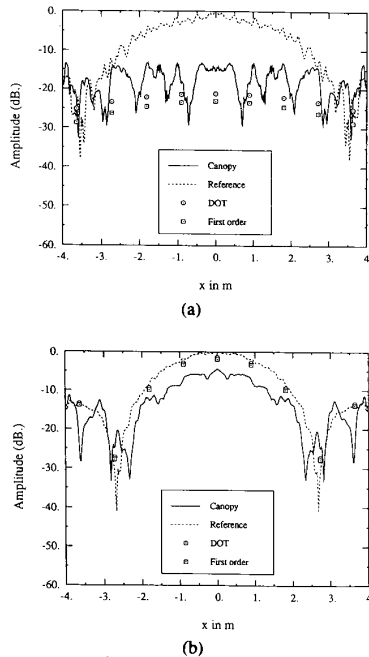 0.
-10.
-20.
-30.
-40.
-50.
-60.
Amplitude (dB.)
Canopy
Reference
DOT
First order
-4. -3. -2. -1. 0. 1. 2. 3. 4.
x in m
(a)
0.
-10.
-20.
-30.
-40.
-50.
-60.
Amplitude (dB.)
Canopy
Reference
DOT
First order
-4. -3. -2. -1. 0. 1. 2. 3. 4.
x in m
(b)